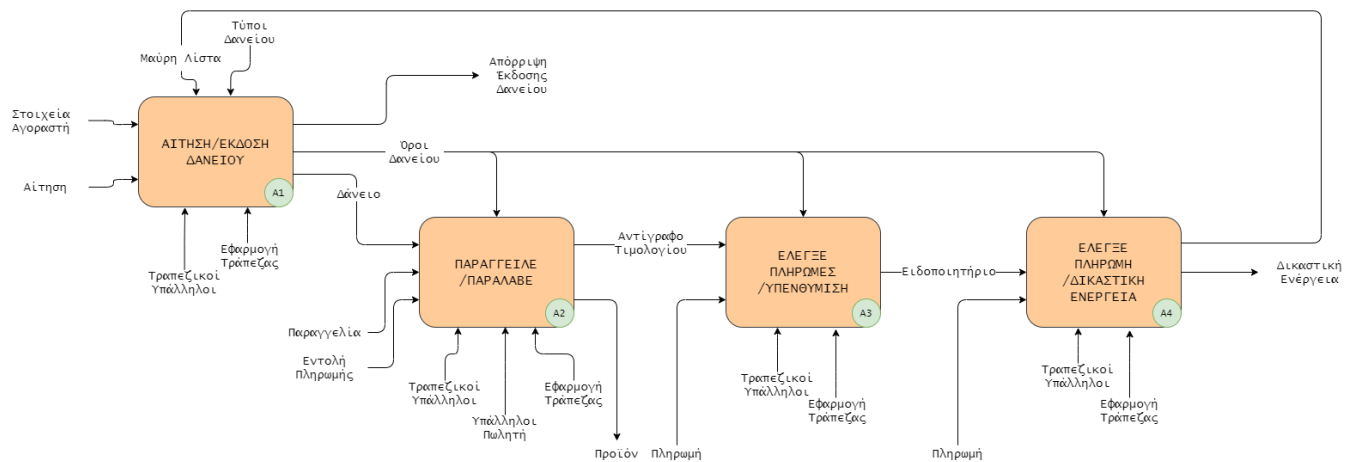 Τύποι
Δανείου
Μαύρη Λίστα
Απόρριψη
Έκδοσης
Δανείου
Στοιχεία
Αγοραστή
Αίτηση
ΑΙΤΗΣΗ/ΕΚΔΟΣΗ
ΔΑΝΕΙΟΥ
A1
Όροι
Δανείου
Δάνειο
Τραπεζικοί
Υπάλληλοι
Εφαρμογή
Τράπεζας
ΠΑΡΑΓΓΕΙΛΕ
/ΠΑΡΑΛΑΒΕ
A2
Αντίγραφο
Τιμολογίου
ΕΛΕΓΞΕ
ΠΛΗΡΩΜΕΣ
/ΥΠΕΝΘΥΜΙΣΗ
A3
Ειδοποιητήριο
ΕΛΕΓΞΕ
ΠΛΗΡΩΜΗ
/ΔΙΚΑΣΤΙΚΗ
ΕΝΕΡΓΕΙΑ
A4
Δικαστική
Ενέργεια
Παραγγελία
Εντολή
Πληρωμής
Τραπεζικοί
Υπάλληλοι
Υπάλληλοι
Πωλητή
Εφαρμογή
Τράπεζας
Τραπεζικοί
Υπάλληλοι
Εφαρμογή
Τράπεζας
Τραπεζικοί
Υπάλληλοι
Εφαρμογή
Τράπεζας
Προϊόν
Πληρωμή
Πληρωμή